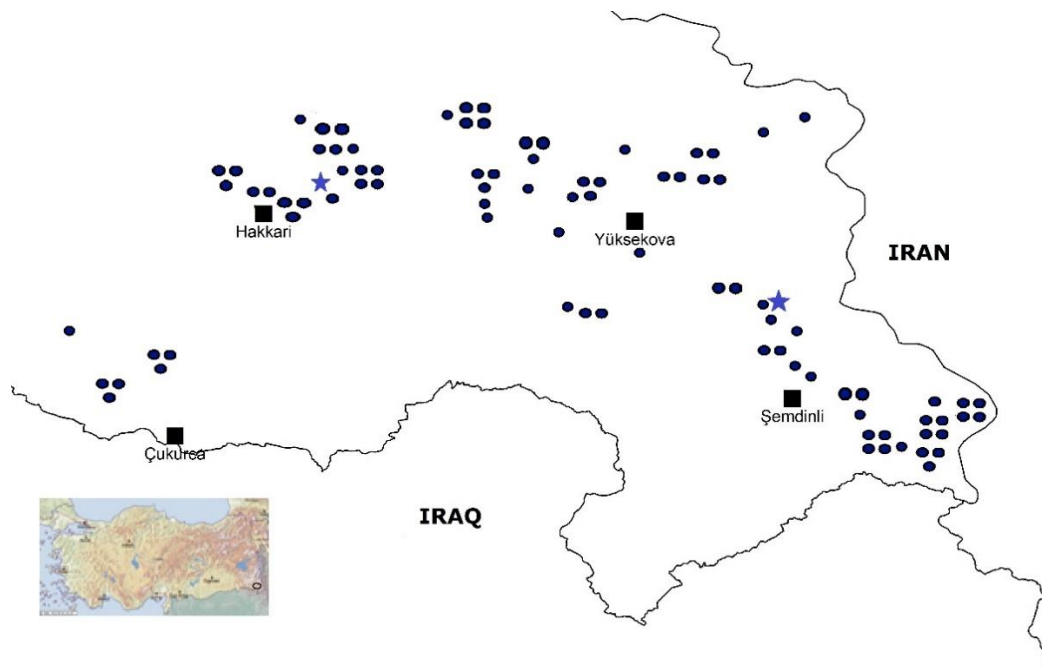 Hakkari
Yüksekova
IRAN
Şemdinli
Çukurca
IRAQ